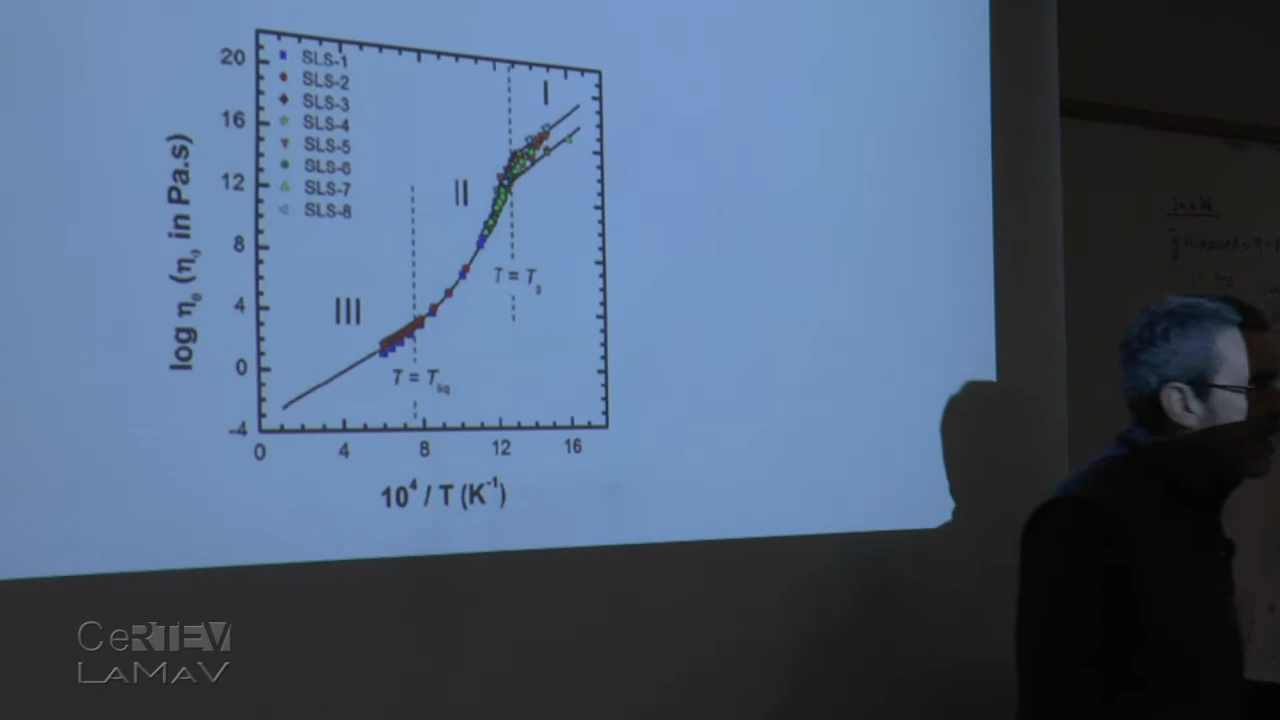 20
16
12
8
4
0
-4
log η₀ (η₀ in Pa.s)
SLS-1
SLS-2
SLS-3
SLS-4
SLS-5
SLS-6
SLS-7
SLS-8
I
II
III
T = Tg
T = Tliq
0 4 8 12 16
10⁴ / T (K⁻¹)
CeRTEV
LaMaV